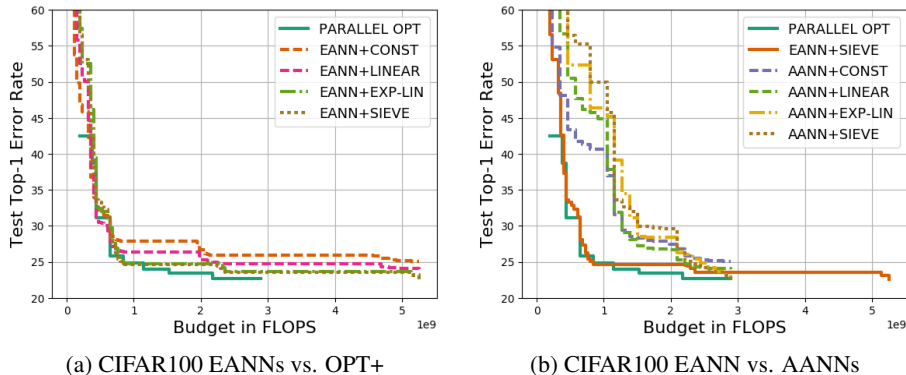 60
55
50
45
40
35
30
25
20
Test Top-1 Error Rate
PARALLEL OPT
EANN+CONST
EANN+LINEAR
EANN+EXP-LIN
EANN+SIEVE
0
1
2
3
4
5
1e9
Budget in FLOPS
(a) CIFAR100 EANNs vs. OPT+
60
55
50
45
40
35
30
25
20
Test Top-1 Error Rate
PARALLEL OPT
EANN+SIEVE
AANN+CONST
AANN+LINEAR
AANN+EXP-LIN
AANN+SIEVE
0
1
2
3
4
5
1e9
Budget in FLOPS
(b) CIFAR100 EANN vs. AANNs